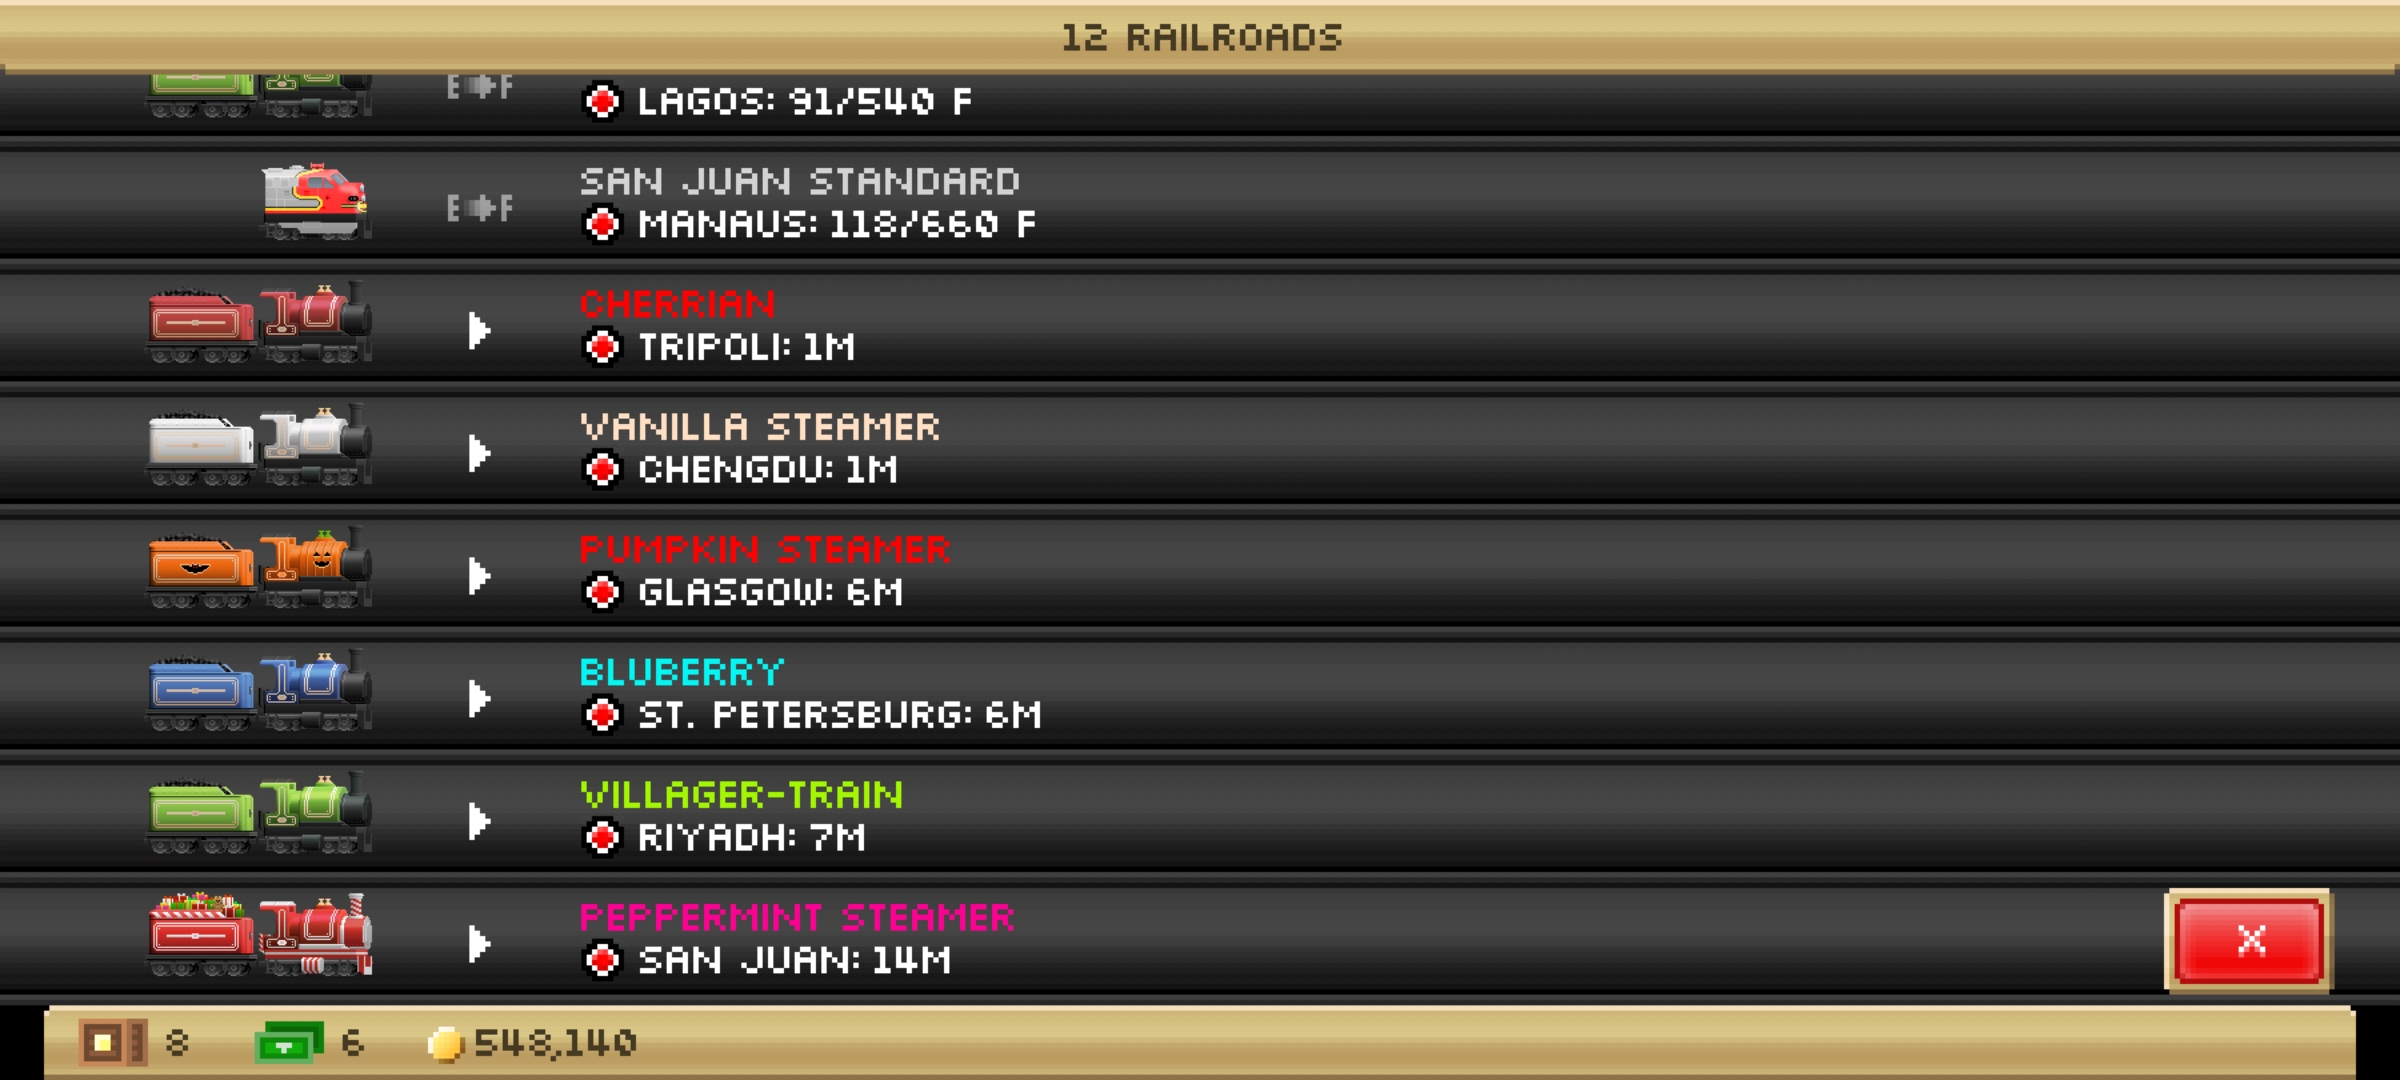 12 RAILROADS
E F
LAGOS: 91/540 F
SAN JUAN STANDARD
E F
MANAUS: 118/660 F
CHERRIAN
TRIPOLI: 1M
VANILLA STEAMER
CHENGDU: 1M
PUMPKIN STEAMER
GLASGOW: 6M
BLUBERRY
ST. PETERSBURG: 6M
VILLAGER-TRAIN
RIYADH: 7M
PEPPERMINT STEAMER
SAN JUAN: 14M
X
8 6 548,140